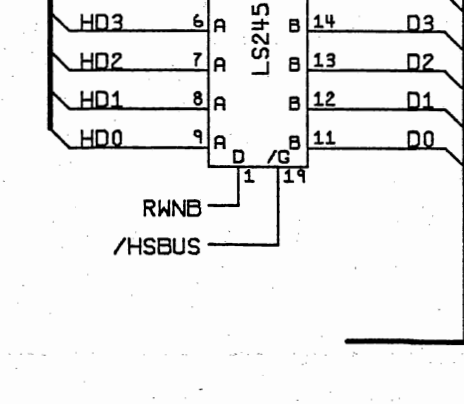 HD3 6 A LS245 B 14 D3
HD2 7 A B 13 D2
HD1 8 A B 12 D1
HD0 9 A B 11 D0
D /G
1 19
RWNB
/HSBUS